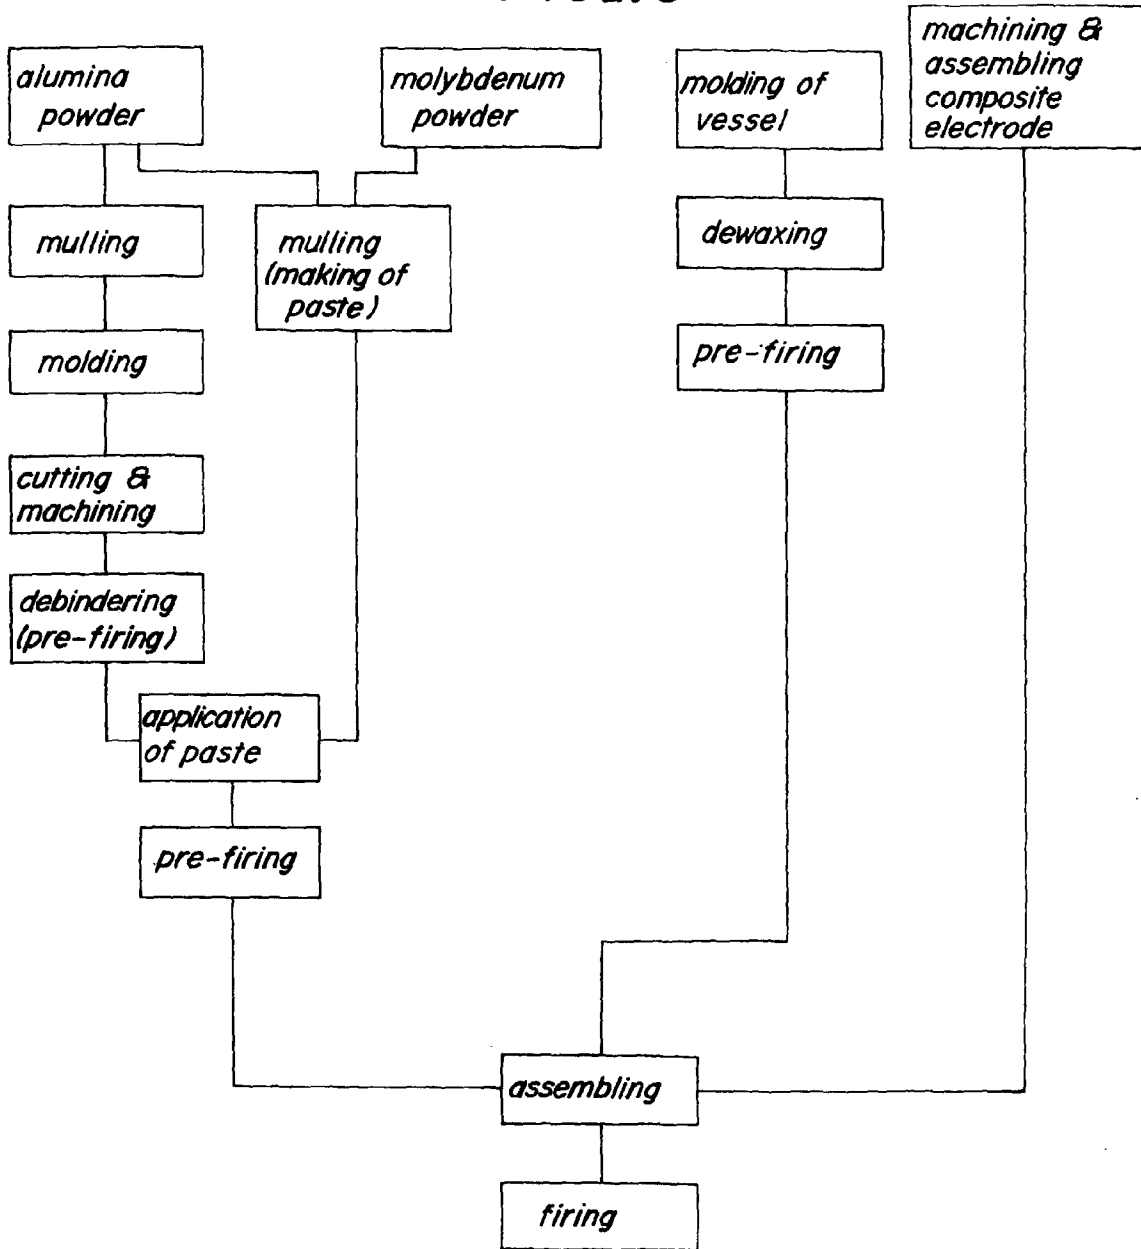 alumina
powder
molybdenum
powder
molding of
vessel
machining &
assembling
composite
electrode
mulling
mulling
(making of
paste)
dewaxing
molding
pre-firing
cutting &
machining
debindering
(pre-firing)
application
of paste
pre-firing
assembling
firing